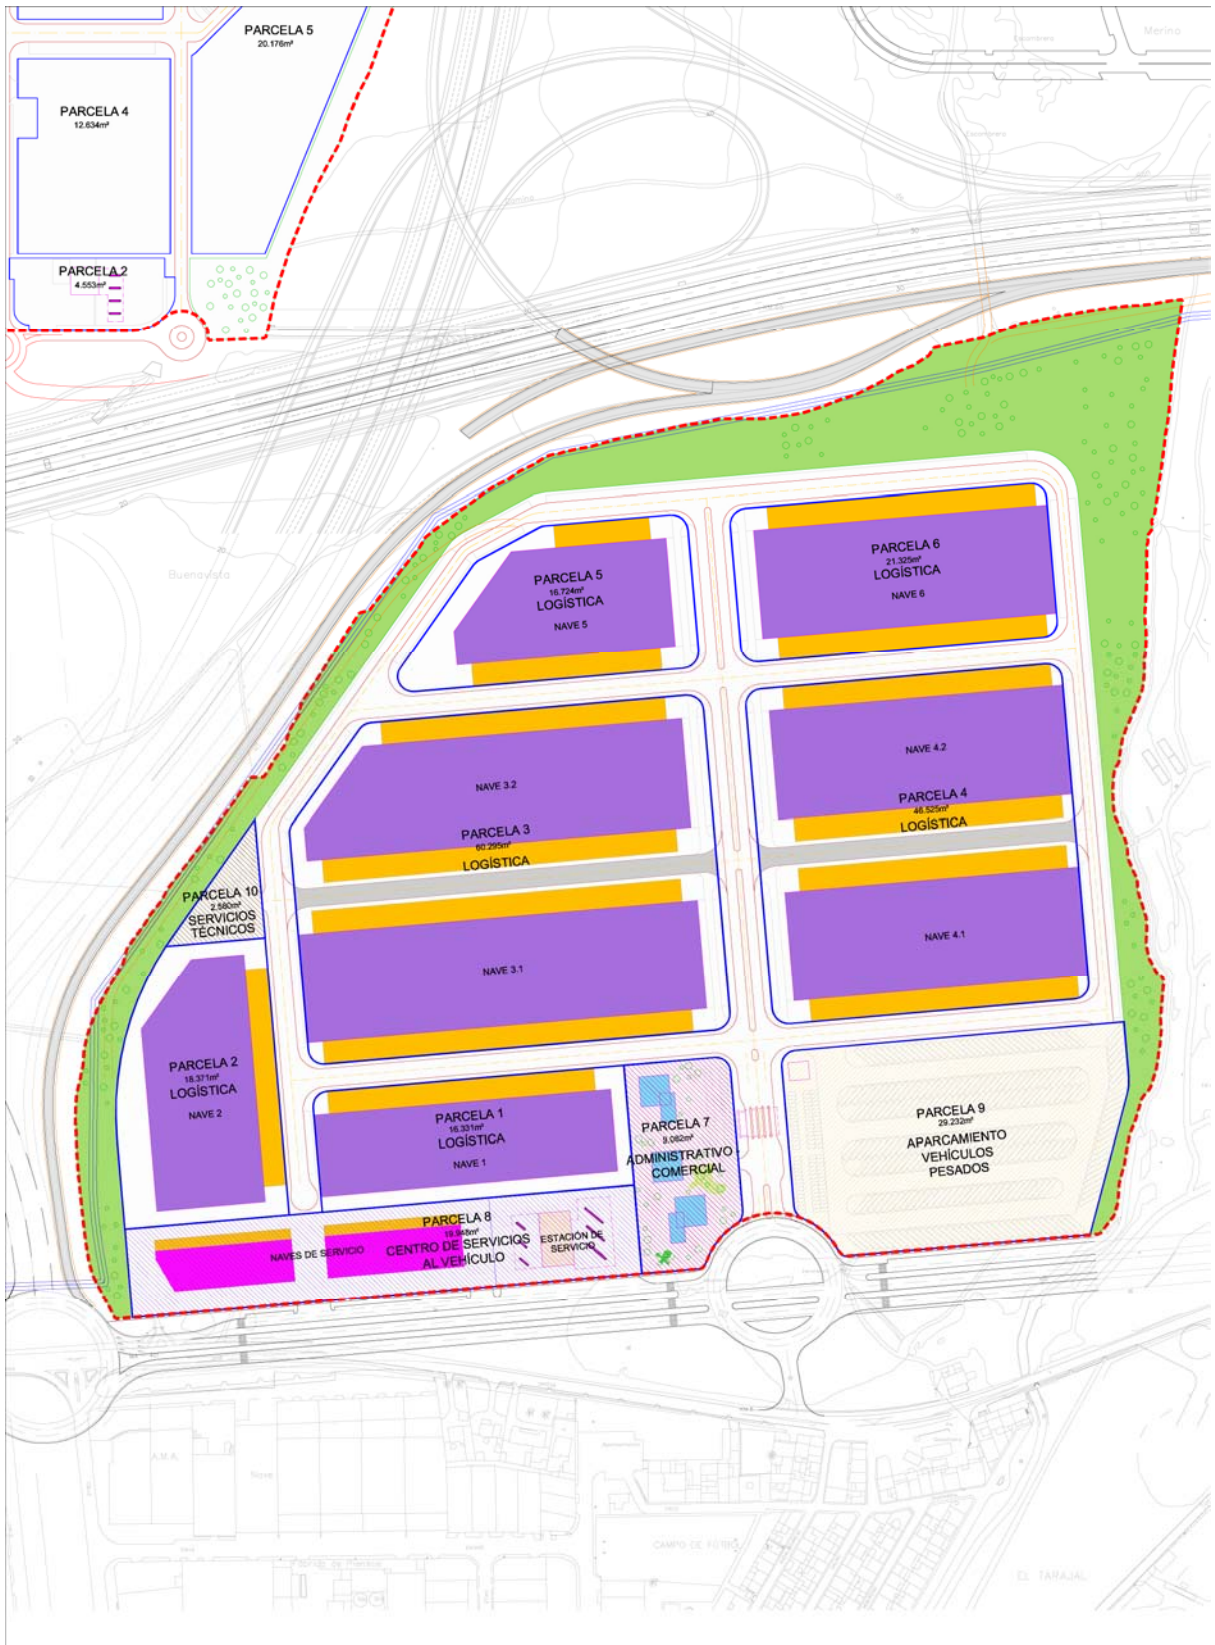 PARCELA 5
20.176m²
Escombrera
Merino
PARCELA 4
12.634m²
Escombrera
PARCELA 2
4.553m²
Buenavista
PARCELA 5
16.724m²
LOGÍSTICA
NAVE 5
PARCELA 6
21.325m²
LOGÍSTICA
NAVE 6
NAVE 3.2
PARCELA 3
60.295m²
LOGÍSTICA
NAVE 4.2
PARCELA 4
46.525m²
LOGÍSTICA
PARCELA 10
2.580m²
SERVICIOS
TÉCNICOS
NAVE 3.1
NAVE 4.1
PARCELA 2
18.371m²
LOGÍSTICA
NAVE 2
PARCELA 1
16.331m²
LOGÍSTICA
NAVE 1
PARCELA 7
9.082m²
ADMINISTRATIVO -
COMERCIAL
PARCELA 9
29.232m²
APARCAMIENTO
VEHÍCULOS
PESADOS
PARCELA 8
CENTRO DE SERVICIOS
AL VEHÍCULO
NAVES DE SERVICIO
ESTACIÓN DE
SERVICIO
A.M.A.
Nave
CAMPO DE FÚTBOL
EL TARAJAL